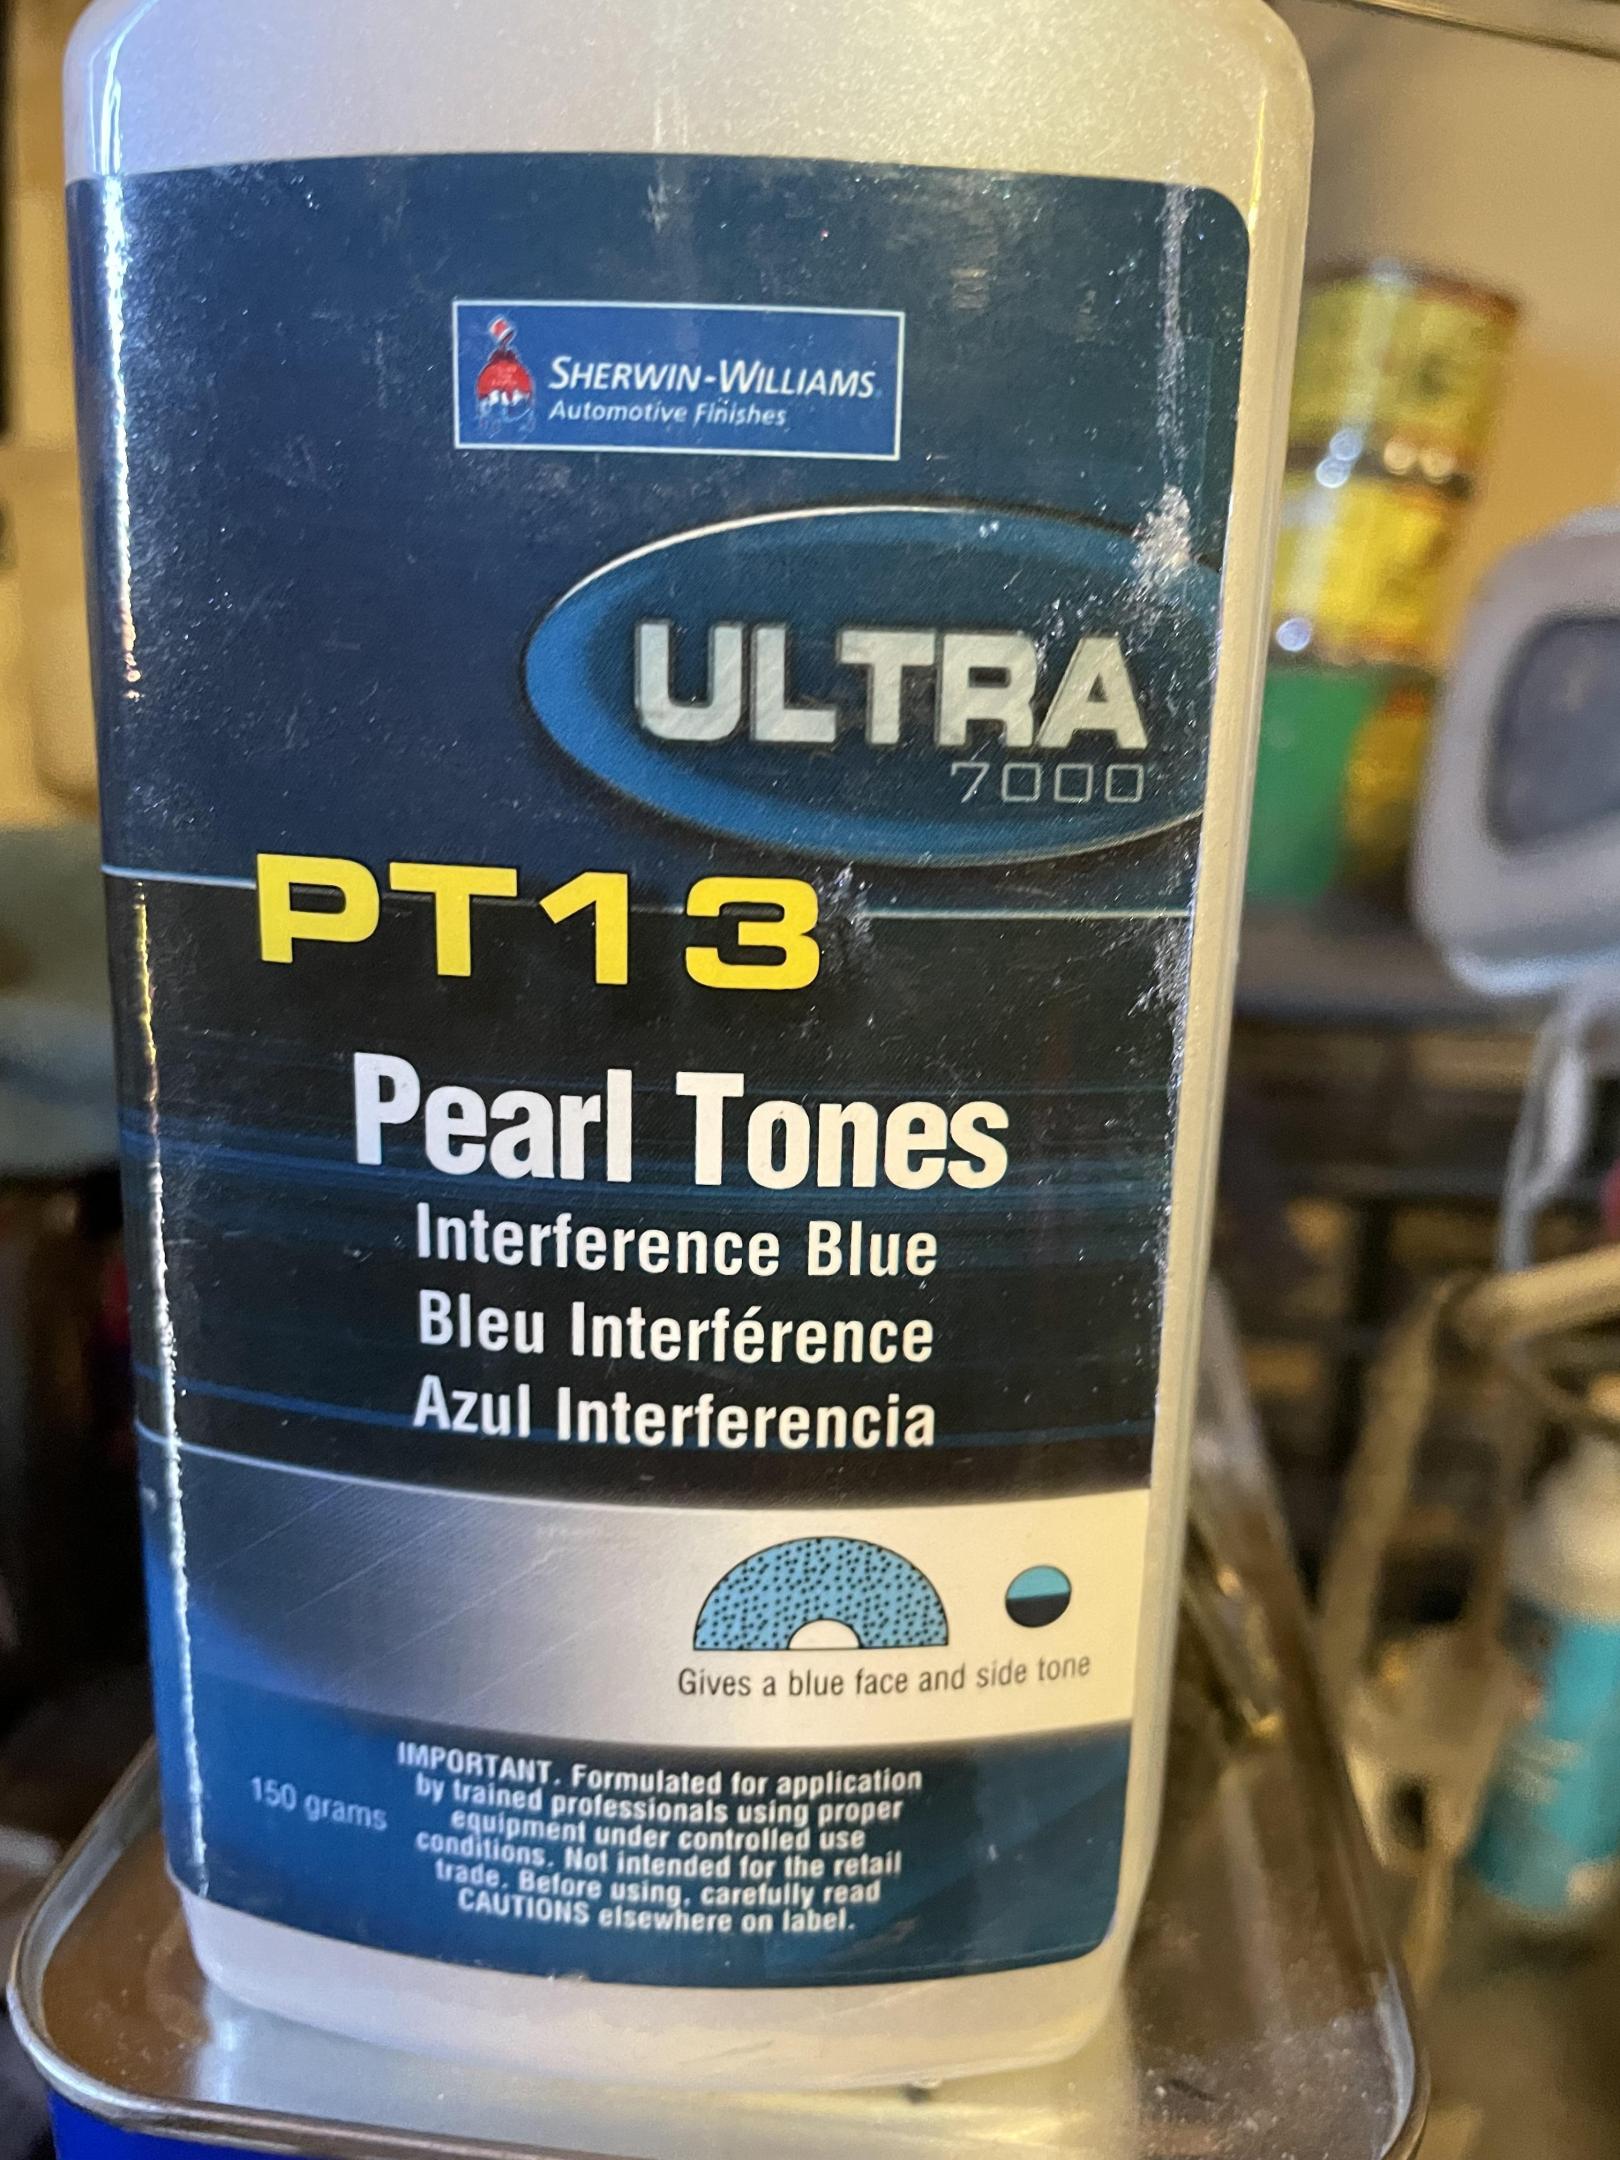 SHERWIN-WILLIAMS
Automotive Finishes
ULTRA
7000
PT13
Pearl Tones
Interference Blue
Bleu Interférence
Azul Interferencia
Gives a blue face and side tone
150 grams
IMPORTANT. Formulated for application
by trained professionals using proper
equipment under controlled use
conditions. Not intended for the retail
trade. Before using, carefully read
CAUTIONS elsewhere on label.